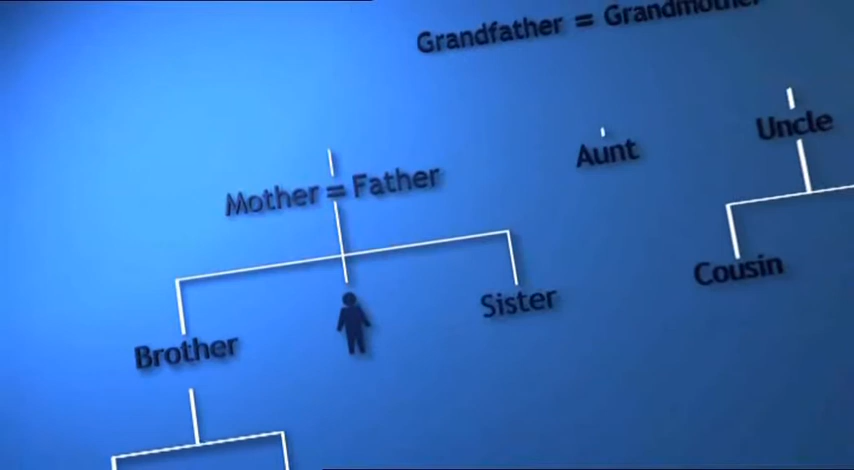 Grandfather = Grandmother
Uncle
Aunt
Mother = Father
Cousin
Sister
Brother